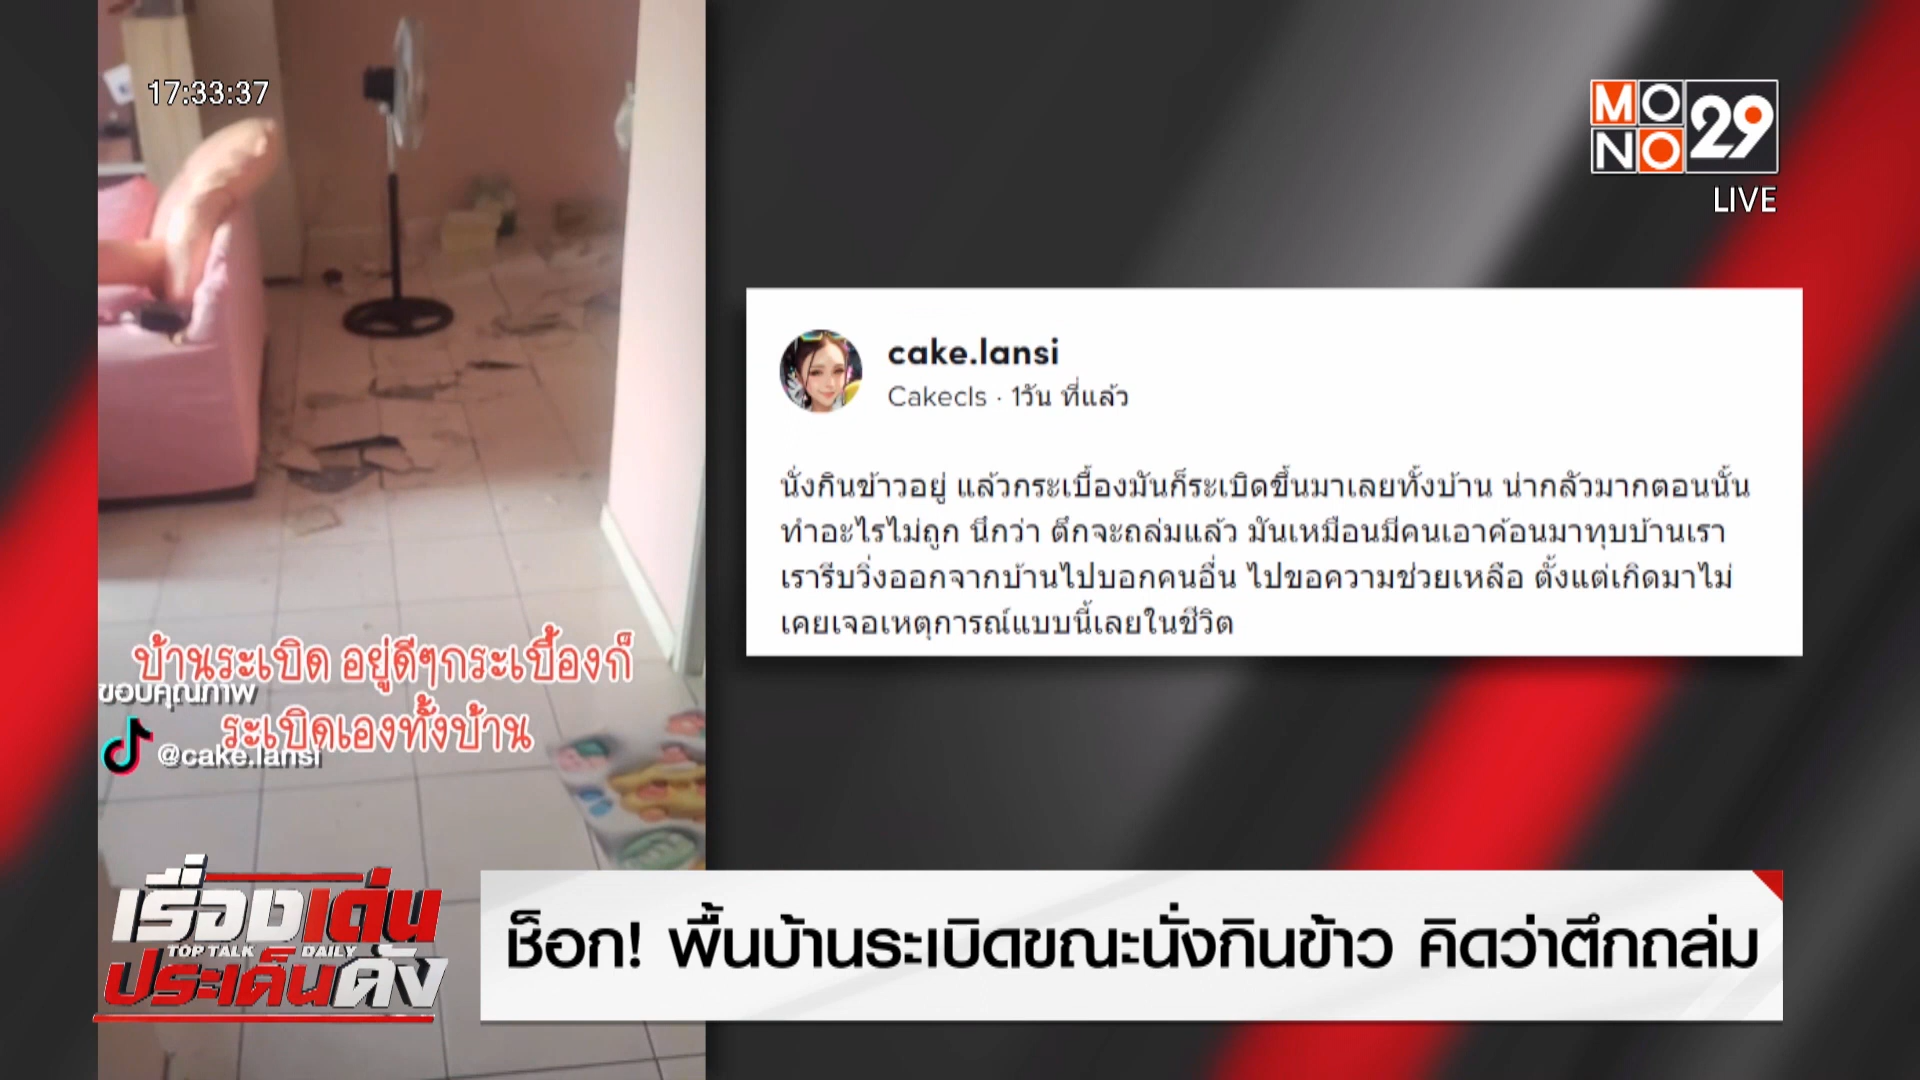 17:33:37
MONO 29
LIVE
cake.lansi
Cakecls · 1วัน ที่แล้ว
นั่งกินข้าวอยู่ แล้วกระเบื้องมันก็ระเบิดขึ้นมาเลยทั้งบ้าน น่ากลัวมากตอนนั้น
ทำอะไรไม่ถูก นึกว่า ตึกจะถล่มแล้ว มันเหมือนมีคนเอาค้อนมาทุบบ้านเรา
เรารีบวิ่งออกจากบ้านไปบอกคนอื่น ไปขอความช่วยเหลือ ตั้งแต่เกิดมาไม่
เคยเจอเหตุการณ์แบบนี้เลยในชีวิต
บ้านระเบิด อยู่ดีๆกระเบื้องก็
ระเบิดเองทั้งบ้าน
ขอบคุณภาพ
@cake.lansi
เรื่องเด่น
TOP TALK DAILY
ประเด็นดัง
ช็อก! พื้นบ้านระเบิดขณะนั่งกินข้าว คิดว่าตึกถล่ม